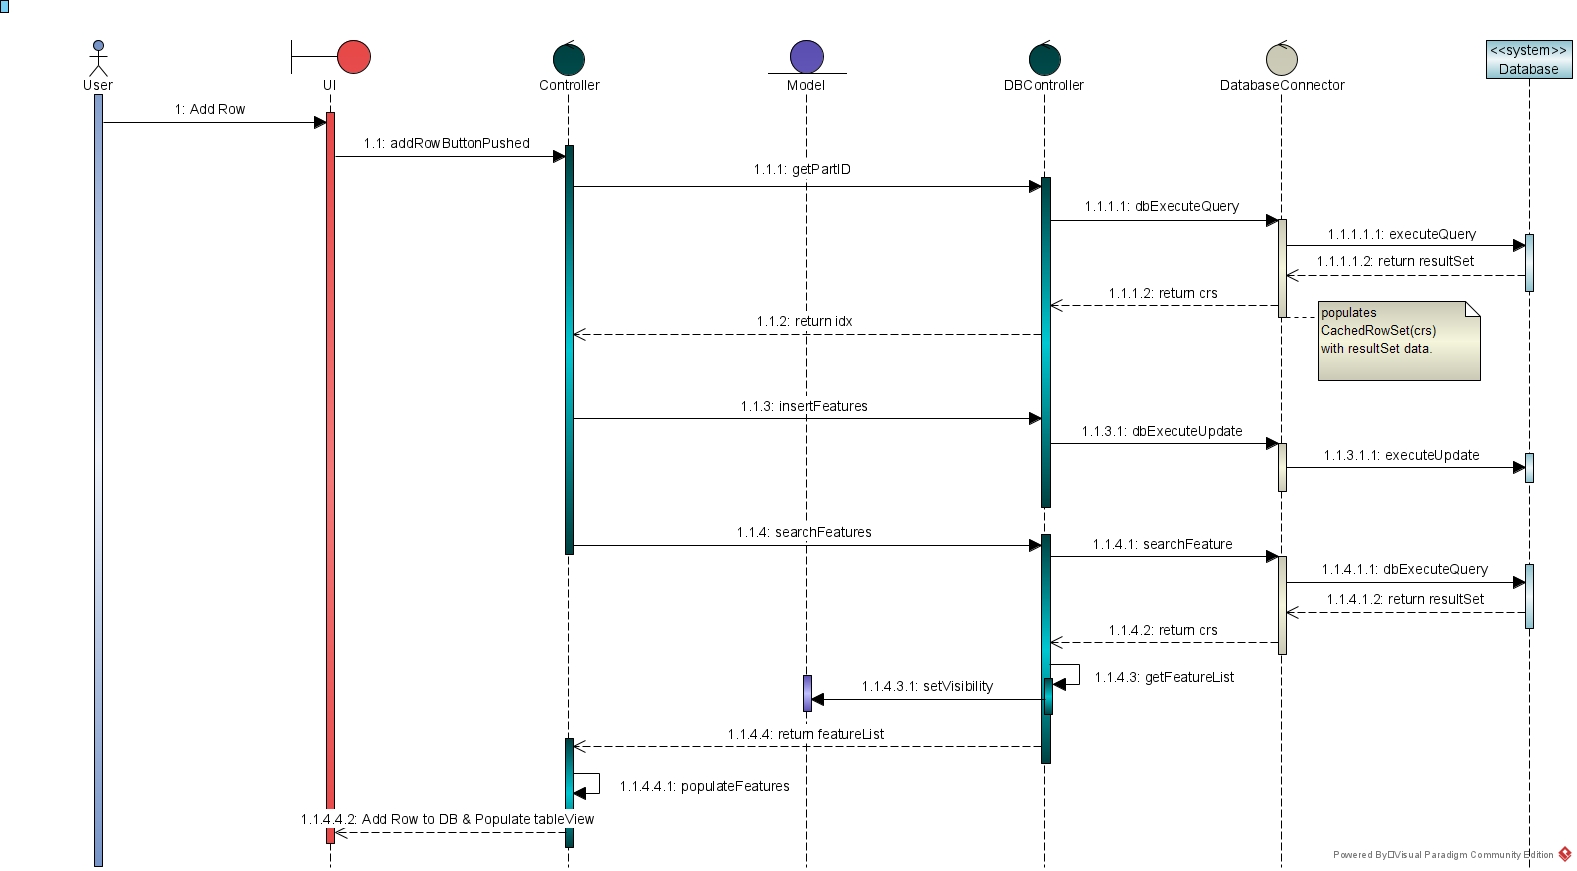 <<system>>
Database
User
UI
Controller
Model
DBController
DatabaseConnector
1: Add Row
1.1: addRowButtonPushed
1.1.1: getPartID
1.1.1.1: dbExecuteQuery
1.1.1.1.1: executeQuery
1.1.1.1.2: return resultSet
1.1.1.2: return crs
1.1.2: return idx
populates
CachedRowSet(crs)
with resultSet data.
1.1.3: insertFeatures
1.1.3.1: dbExecuteUpdate
1.1.3.1.1: executeUpdate
1.1.4: searchFeatures
1.1.4.1: searchFeature
1.1.4.1.1: dbExecuteQuery
1.1.4.1.2: return resultSet
1.1.4.2: return crs
1.1.4.3: getFeatureList
1.1.4.3.1: setVisibility
1.1.4.4: return featureList
1.1.4.4.1: populateFeatures
1.1.4.4.2: Add Row to DB & Populate tableView
Powered By□Visual Paradigm Community Edition